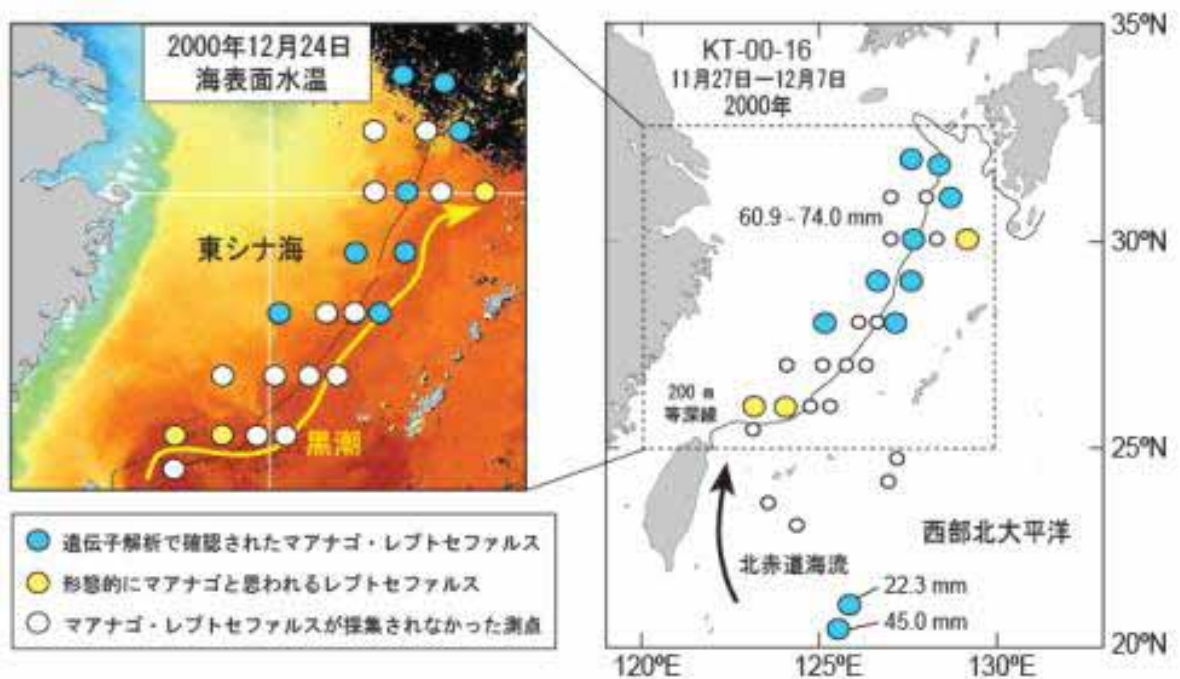 2000年12月24日
海表面水温
東シナ海
黒潮
遺伝子解析で確認されたマアナゴ・レプトセファルス
形態的にマアナゴと思われるレプトセファルス
マアナゴ・レプトセファルスが採集されなかった測点
KT-00-16
11月27日ー12月7日
2000年
60.9 - 74.0 mm
200 m
等深線
北赤道海流
西部北大平洋
22.3 mm
45.0 mm
35ºN
30ºN
25ºN
20ºN
120ºE
125ºE
130ºE